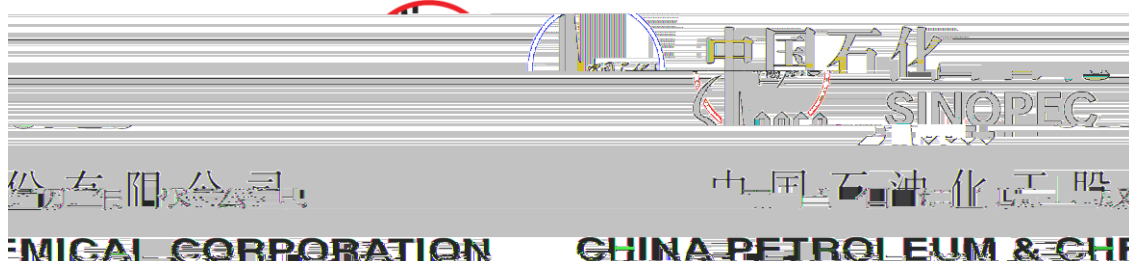 中国石化
SINOPEC
份有限公司 中国石油化工股
EMICAL CORPORATION CHINA PETROLEUM & CHE